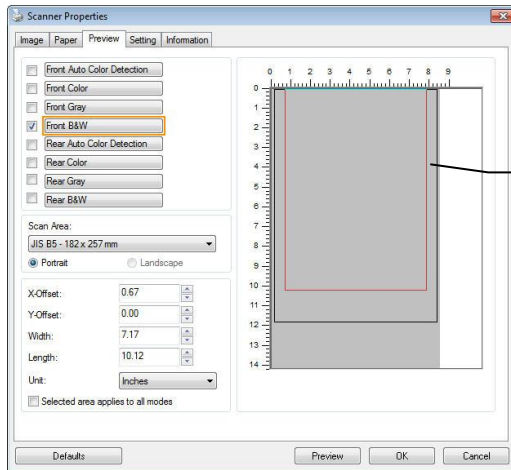 Scanner Properties
Image Paper Preview Setting Information
Front Auto Color Detection
Front Color
Front Gray
Front B&W
Rear Auto Color Detection
Rear Color
Rear Gray
Rear B&W
Scan Area:
JIS B5 - 182 x 257 mm
Portrait Landscape
X-Offset: 0.67
Y-Offset: 0.00
Width: 7.17
Length: 10.12
Unit: Inches
Selected area applies to all modes
0 1 2 3 4 5 6 7 8 9
0
1
2
3
4
5
6
7
8
9
10
11
12
13
14
Defaults Preview OK Cancel